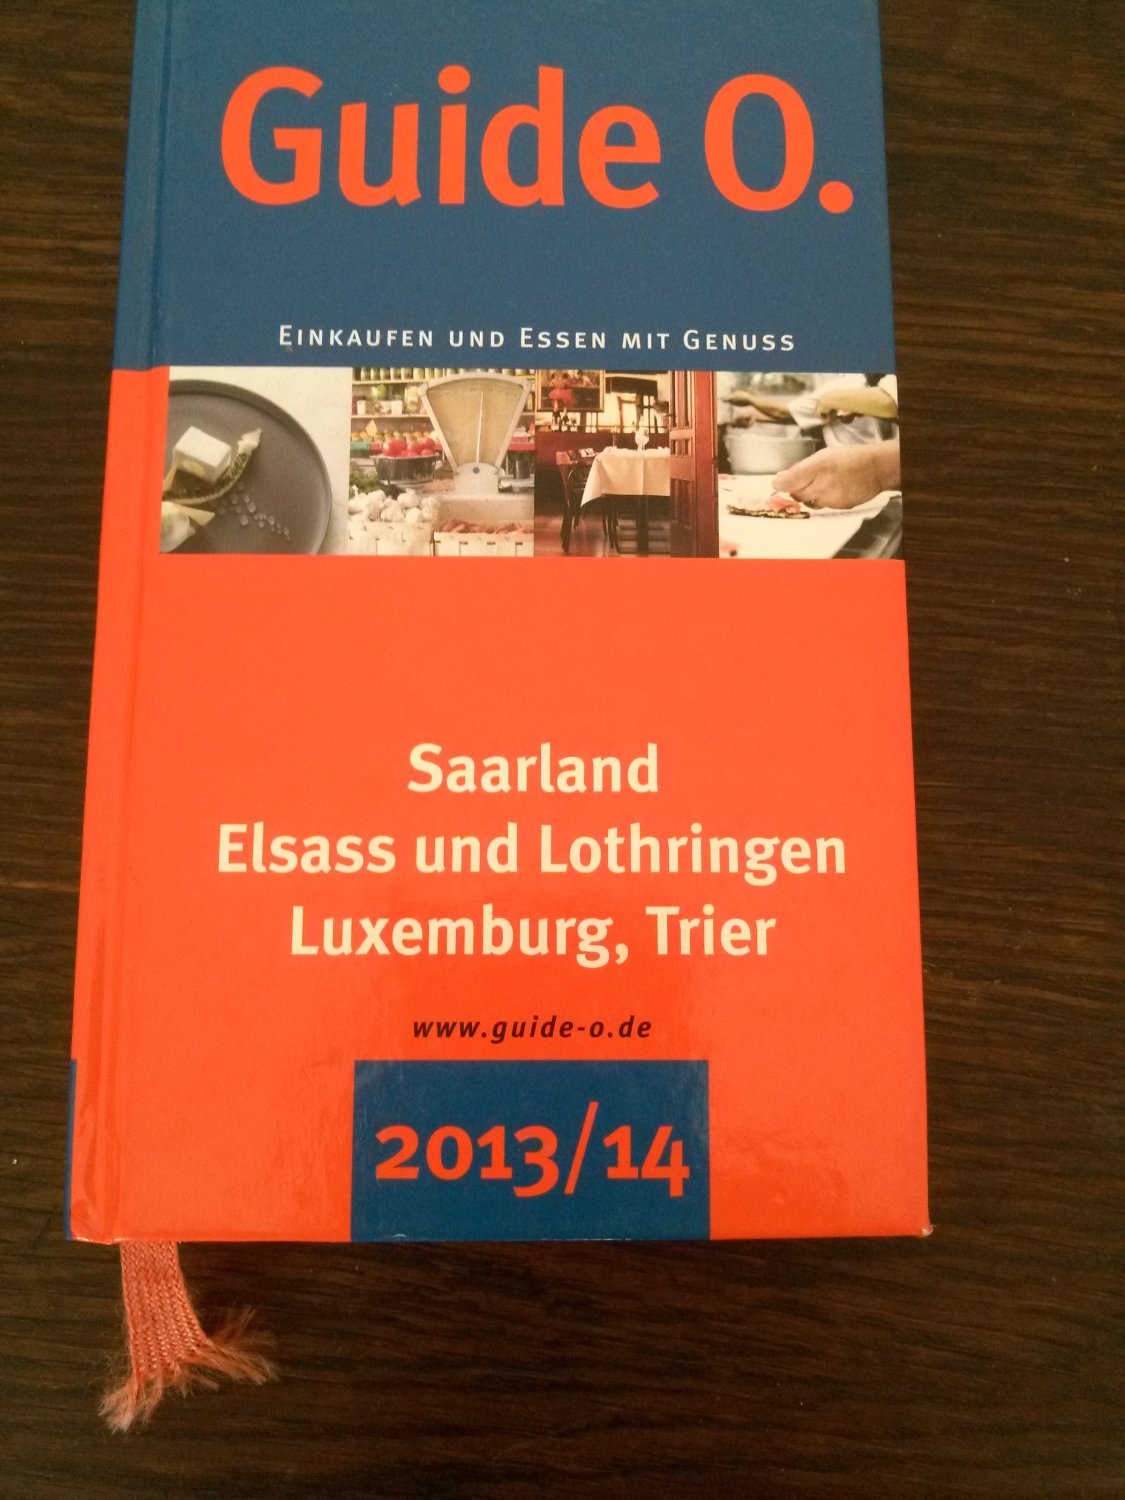 Guide O.
Einkaufen und Essen mit Genuss
Saarland
Elsass und Lothringen
Luxemburg, Trier
www.guide-o.de
2013/14